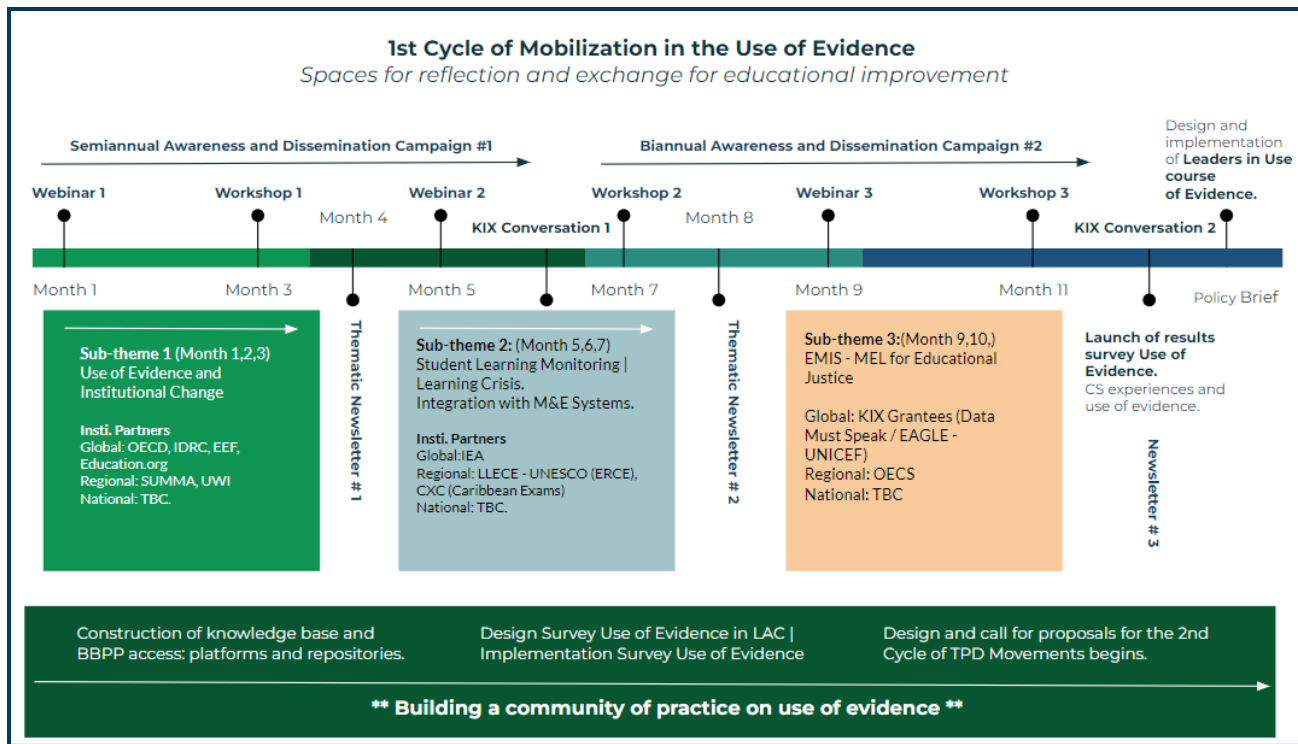 1st Cycle of Mobilization in the Use of Evidence
Spaces for reflection and exchange for educational improvement
Semiannual Awareness and Dissemination Campaign #1
Biannual Awareness and Dissemination Campaign #2
Design and
implementation
of Leaders in Use
course
of Evidence.
Webinar 1
Workshop 1
Month 4
Webinar 2
KIX Conversation 1
Workshop 2
Month 8
Webinar 3
Workshop 3
KIX Conversation 2
Month 1
Month 3
Month 5
Month 7
Month 9
Month 11
Policy Brief
Sub-theme 1 (Month 1,2,3)
Use of Evidence and
Institutional Change
Insti. Partners
Global: OECD, IDRC, EEF,
Education.org
Regional: SUMMA, UWI
National: TBC.
Thematic Newsletter # 1
Sub-theme 2: (Month 5,6,7)
Student Learning Monitoring |
Learning Crisis.
Integration with M&E Systems.
Insti. Partners
Global:IEA
Regional: LLECE - UNESCO (ERCE),
CXC (Caribbean Exams)
National: TBC.
Thematic Newsletter # 2
Sub-theme 3:(Month 9,10,)
EMIS - MEL for Educational
Justice
Global: KIX Grantees (Data
Must Speak / EAGLE -
UNICEF)
Regional: OECS
National: TBC
Launch of results
survey Use of
Evidence.
CS experiences and
use of evidence.
Newsletter # 3
Construction of knowledge base and
BBPP access: platforms and repositories.
Design Survey Use of Evidence in LAC |
Implementation Survey Use of Evidence
Design and call for proposals for the 2nd
Cycle of TPD Movements begins.
** Building a community of practice on use of evidence **